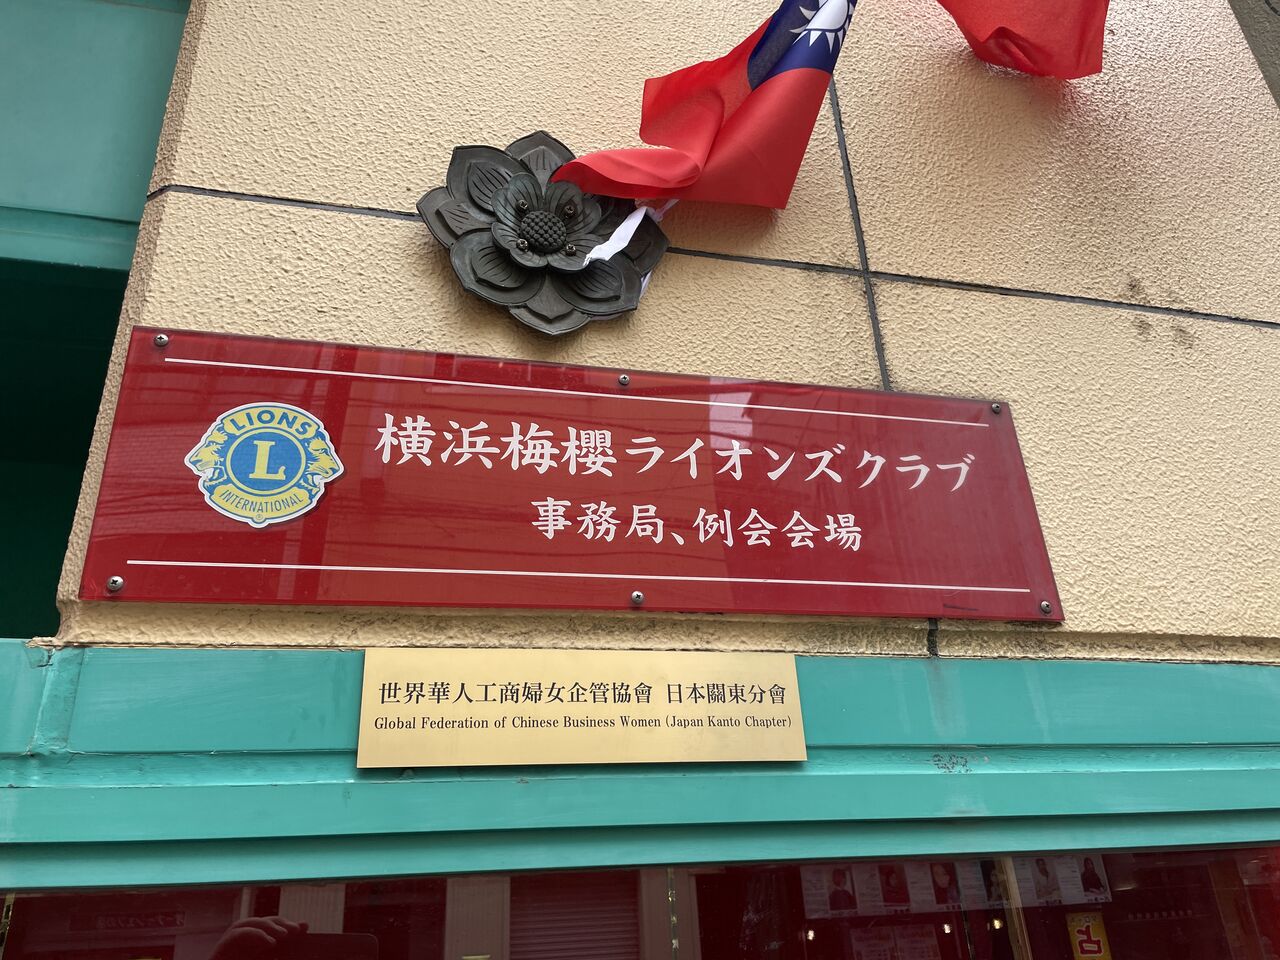 LIONS
L
INTERNATIONAL
横浜梅櫻ライオンズクラブ
事務局、例会会場
世界華人工商婦女企管協會 日本關東分會
Global Federation of Chinese Business Women (Japan Kanto Chapter)
占